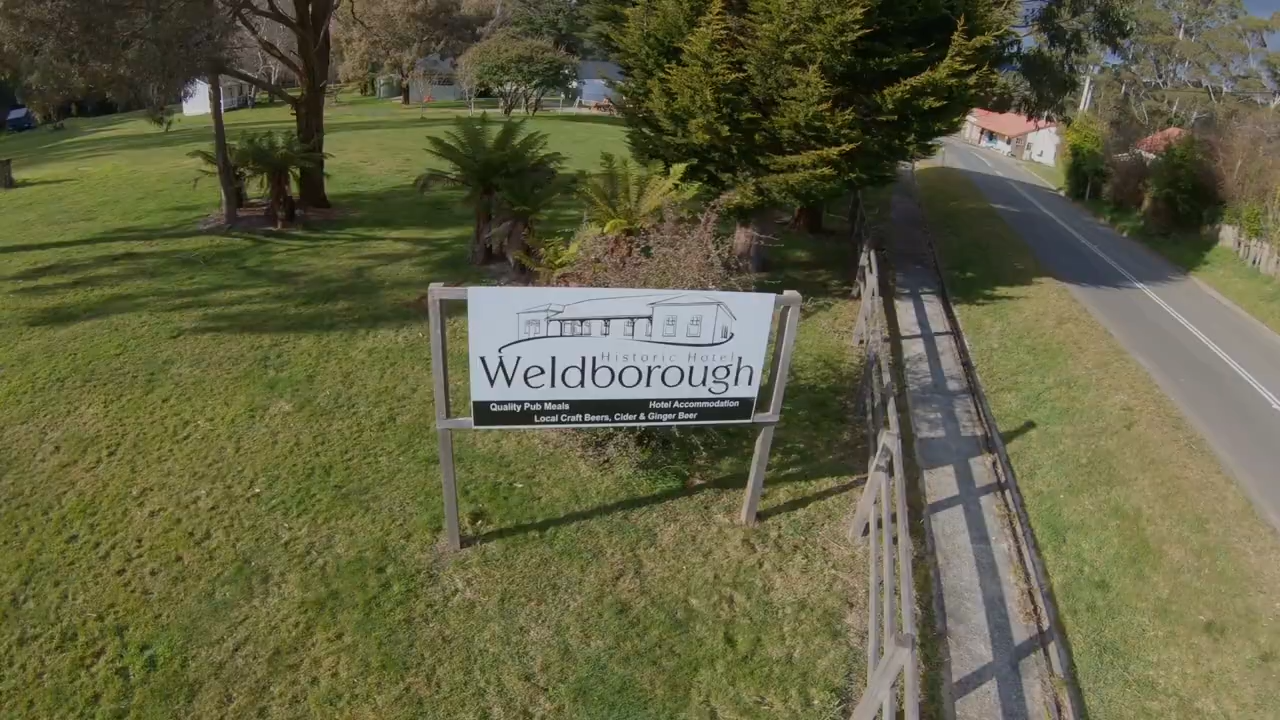 Historic Hotel
Weldborough
Quality Pub Meals Hotel Accommodation
Local Craft Beers, Cider & Ginger Beer